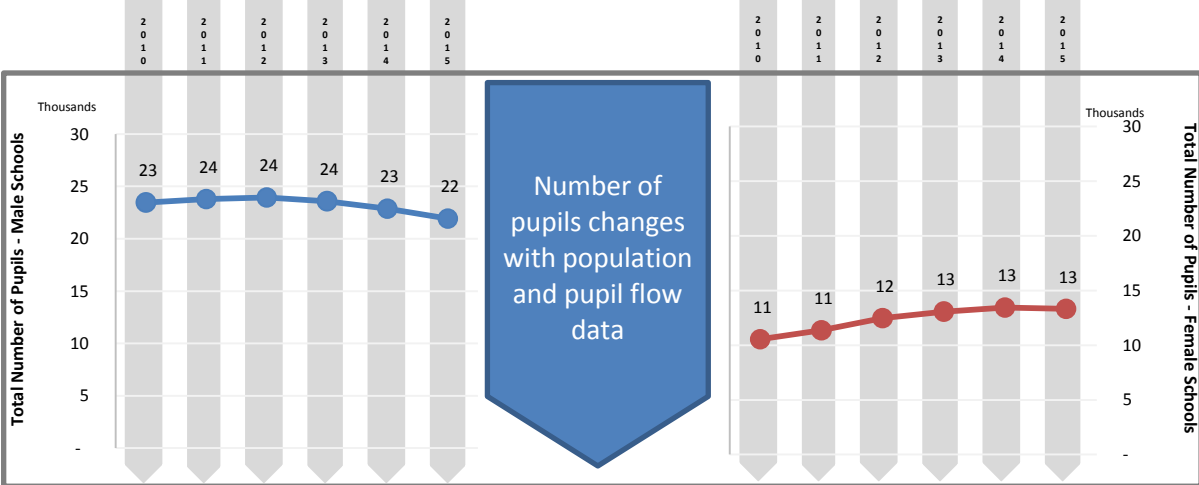 2010 2011 2012 2013 2014 2015
2010 2011 2012 2013 2014 2015
Total Number of Pupils - Male Schools
Thousands
30
25
20
15
10
5
-
23 24 24 24 23 22
Number of
pupils changes
with population
and pupil flow
data
11 11 12 13 13 13
Thousands
30
25
20
15
10
5
-
Total Number of Pupils - Female Schools